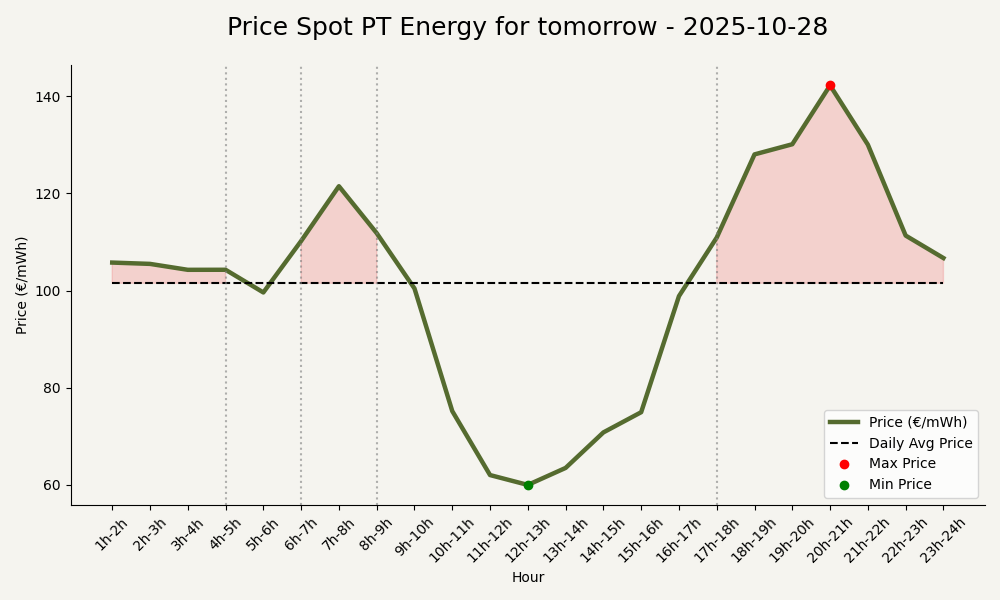 Price Spot PT Energy for tomorrow - 2025-10-28
Price (€/mWh)
140
120
100
80
60
1h-2h
2h-3h
3h-4h
4h-5h
5h-6h
6h-7h
7h-8h
8h-9h
9h-10h
10h-11h
11h-12h
12h-13h
13h-14h
14h-15h
15h-16h
16h-17h
17h-18h
18h-19h
19h-20h
20h-21h
21h-22h
22h-23h
23h-24h
Hour
Price (€/mWh)
Daily Avg Price
Max Price
Min Price